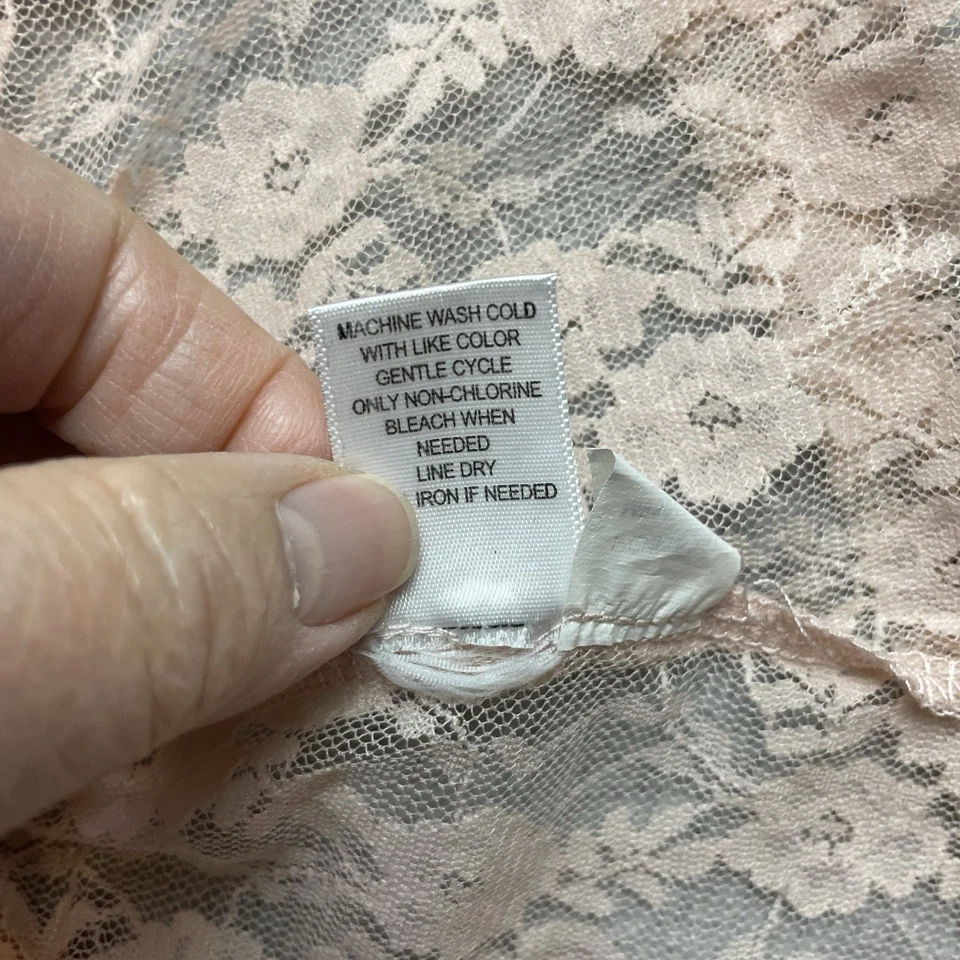 MACHINE WASH COLD
WITH LIKE COLOR
GENTLE CYCLE
ONLY NON-CHLORINE
BLEACH WHEN
NEEDED
LINE DRY
IRON IF NEEDED